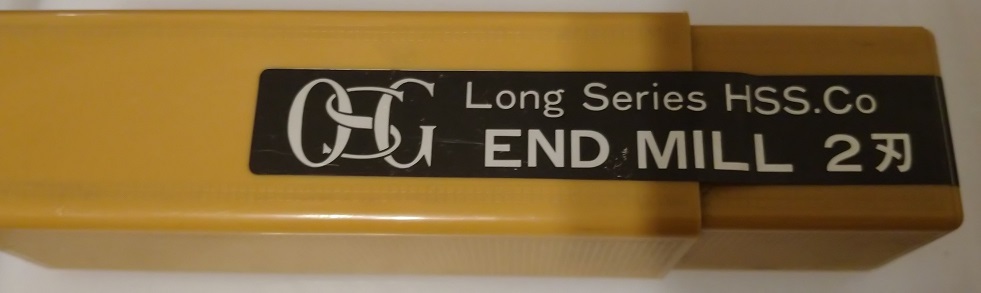 OSG
Long Series HSS.Co
END MILL 2刃